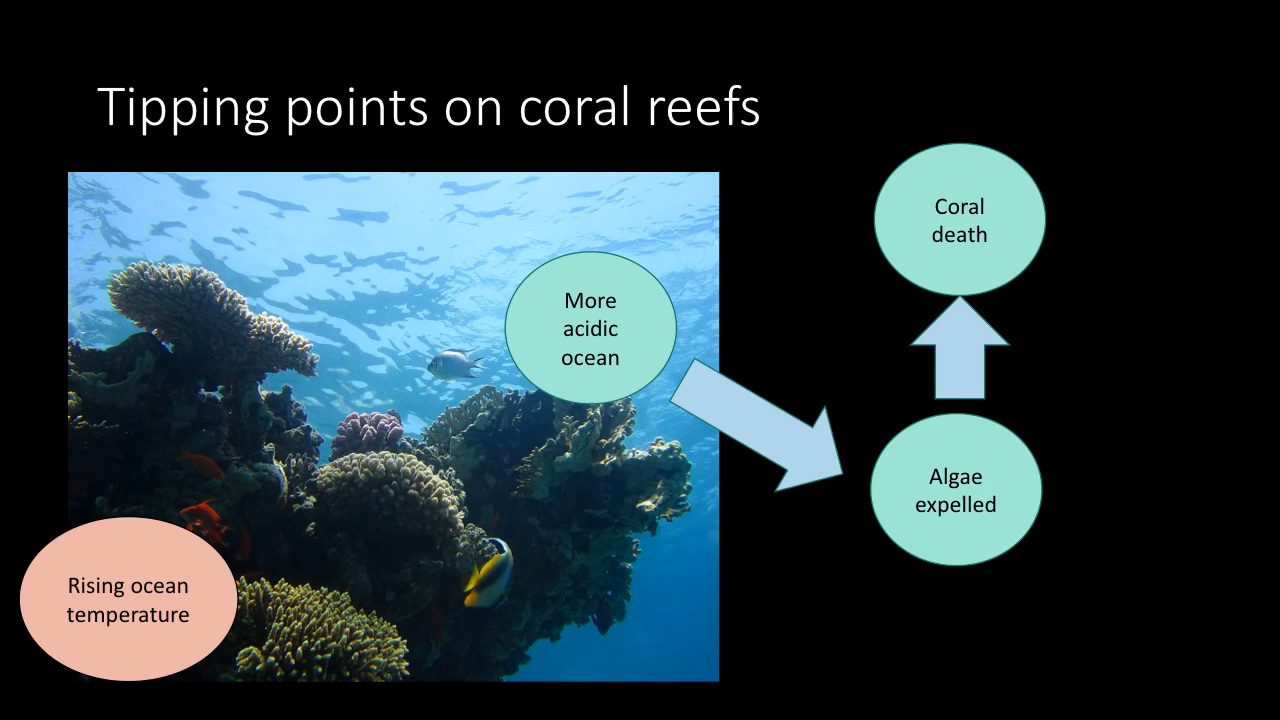 Tipping points on coral reefs
Coral
death
More
acidic
ocean
Algae
expelled
Rising ocean
temperature